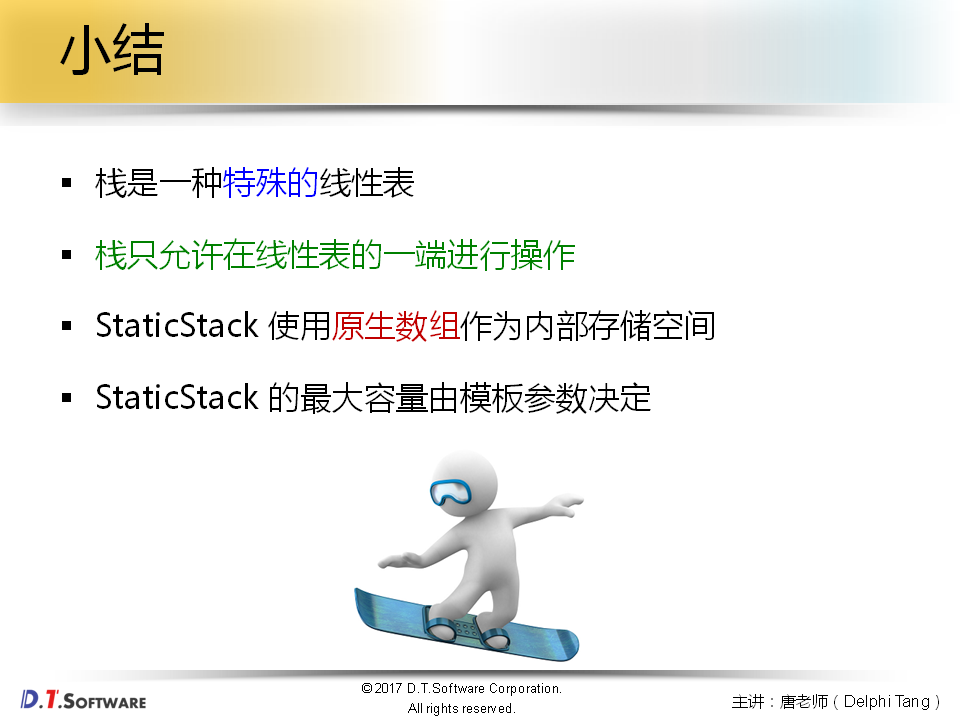 小结
▪ 栈是一种特殊的线性表
▪ 栈只允许在线性表的一端进行操作
▪ StaticStack 使用原生数组作为内部存储空间
▪ StaticStack 的最大容量由模板参数决定
D.T.SOFTWARE
©2017 D.T.Software Corporation.
All rights reserved.
主讲：唐老师（Delphi Tang）